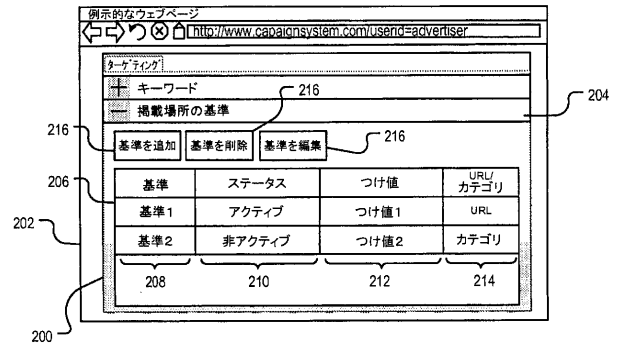 例示的なウェブページ
http://www.capaignsystem.com/userid=advertiser
ターゲティング
キーワード
216
掲載場所の基準
204
216
基準を追加 基準を削除 基準を編集
216
206
基準 ステータス つけ値 URL/
カテゴリ
基準1 アクティブ つけ値1 URL
202
基準2 非アクティブ つけ値2 カテゴリ
208 210 212 214
200